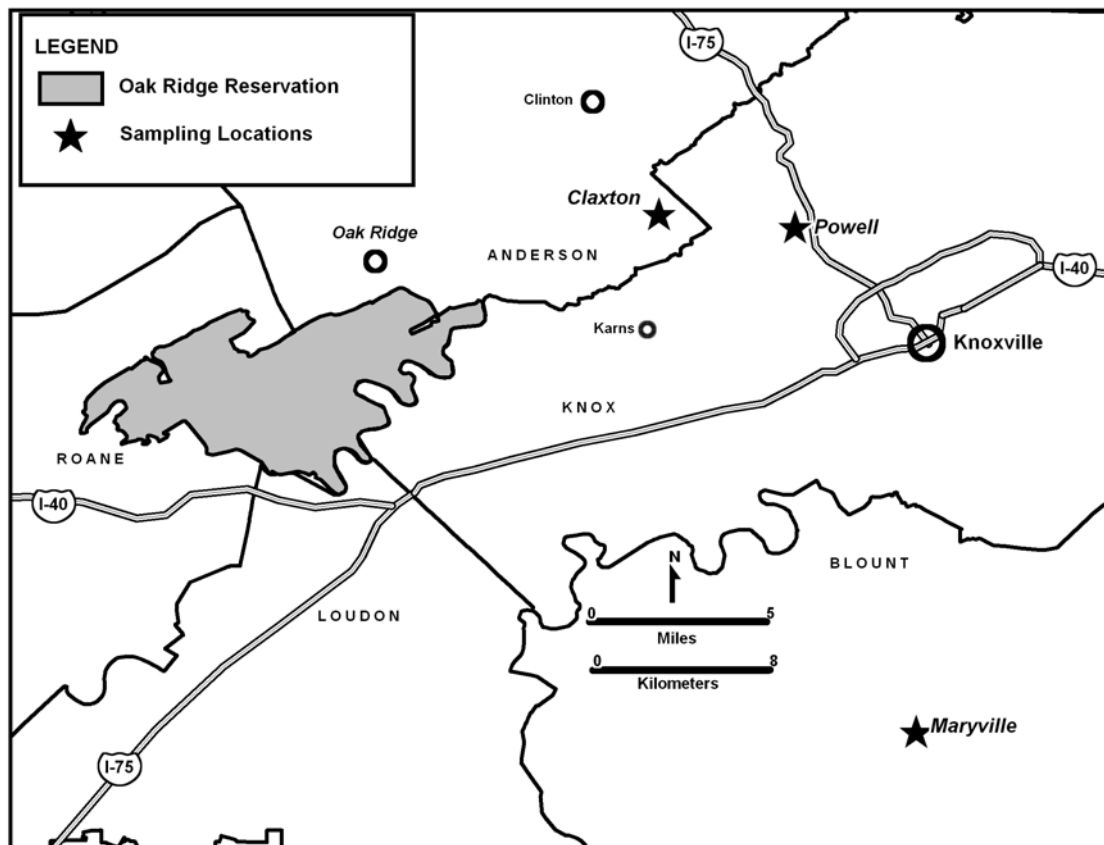 LEGEND
Oak Ridge Reservation
Sampling Locations
I-75
Clinton
Claxton
Powell
Oak Ridge
ANDERSON
I-40
Karns
Knoxville
KNOX
ROANE
I-40
BLOUNT
N
LOUDON
0 5
Miles
0 8
Kilometers
Maryville
I-75